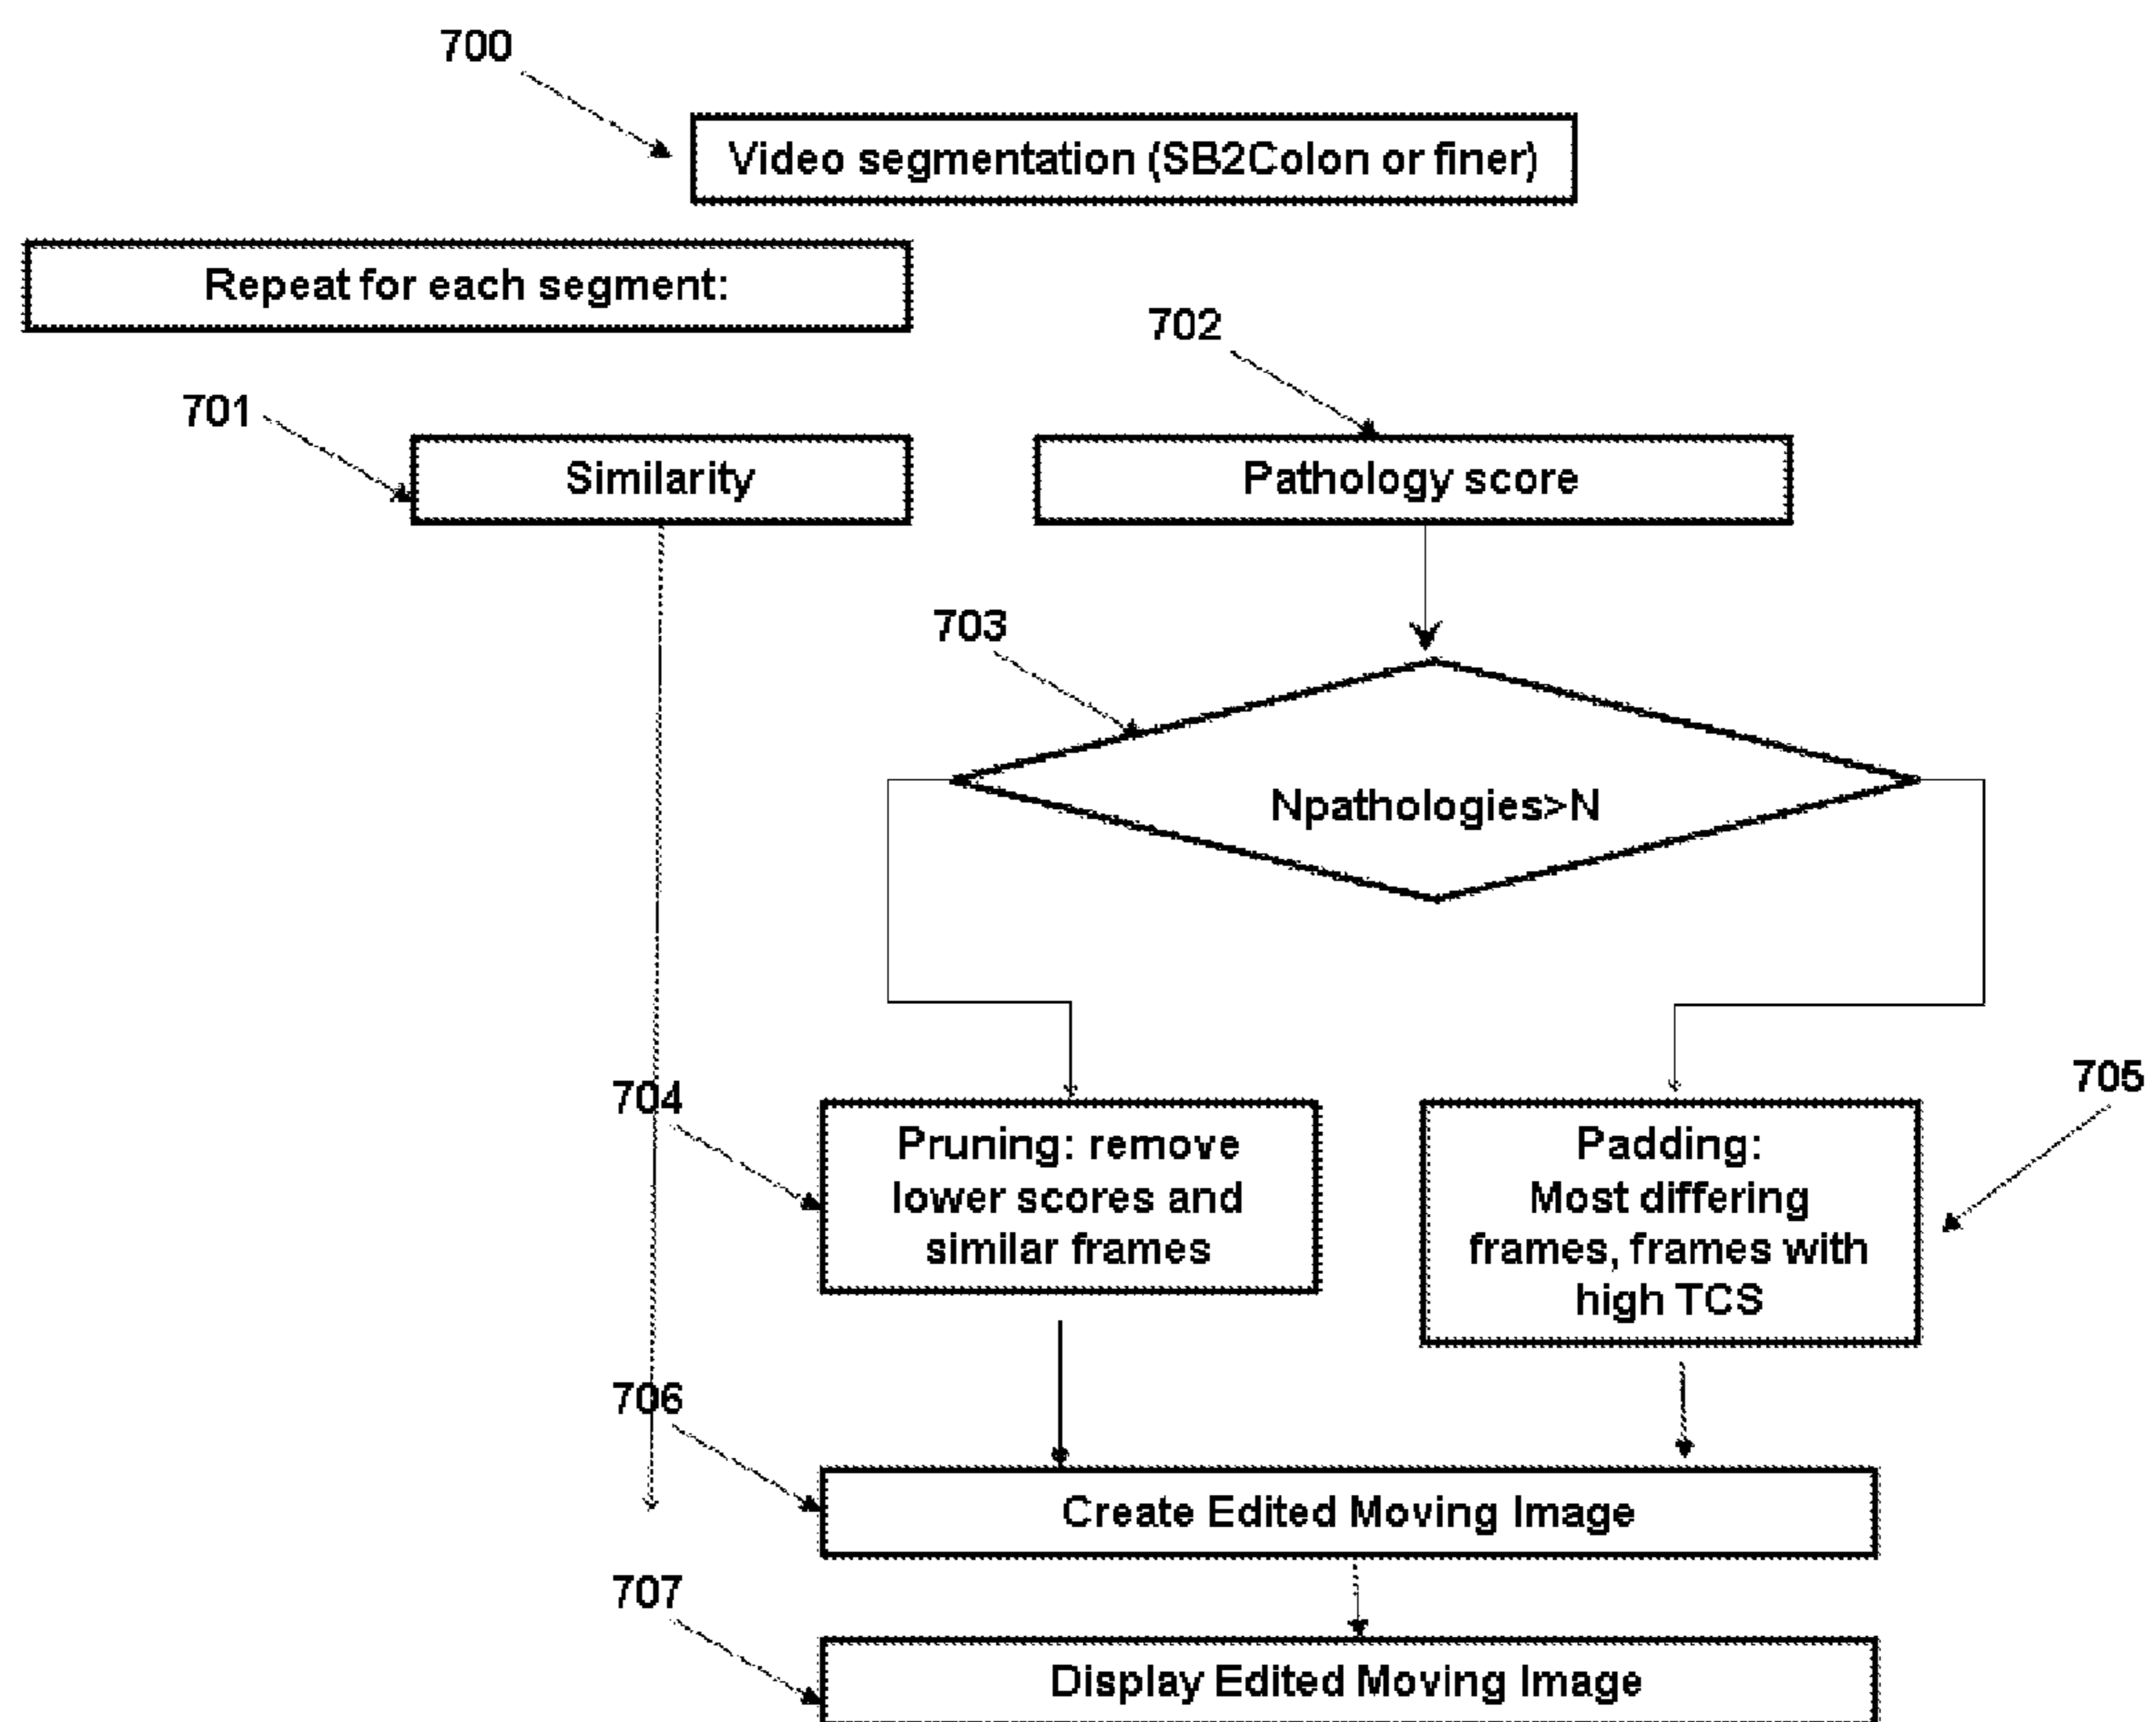 700
Video segmentation (SB2Colon or finer)
Repeat for each segment:
702
701
Similarity
Pathology score
703
Npathologies>N
704
Pruning: remove
lower scores and
similar frames
705
Padding:
Most differing
frames, frames with
high TCS
706
Create Edited Moving Image
707
Display Edited Moving Image